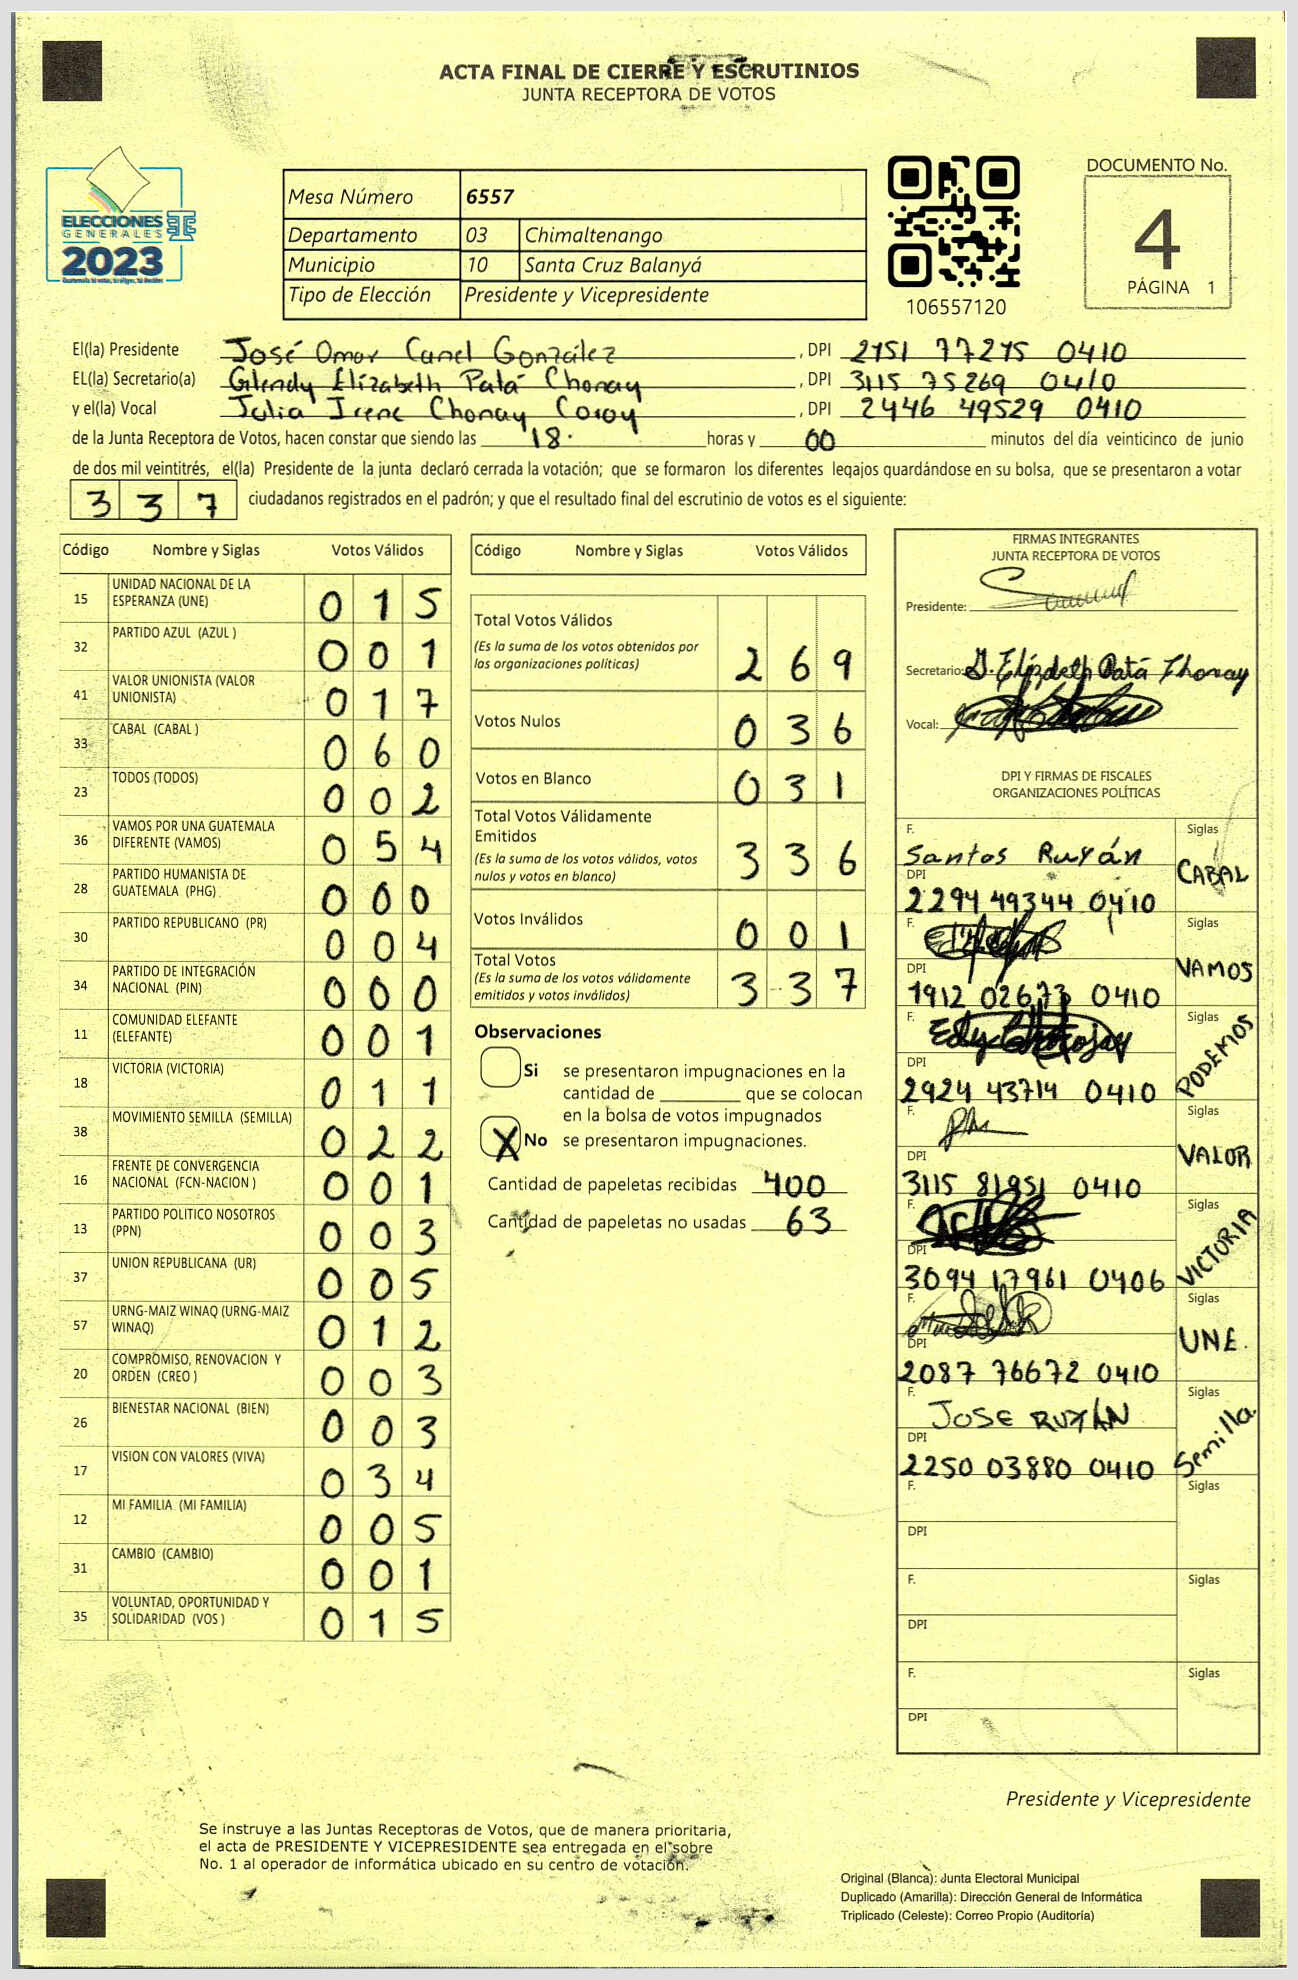 ACTA FINAL DE CIERRE Y ESCRUTINIOS
JUNTA RECEPTORA DE VOTOS
ELECCIONES
GENERALES
2023
Mesa Número 6557
Departamento 03 Chimaltenango
Municipio 10 Santa Cruz Balanyá
Tipo de Elección Presidente y Vicepresidente
106557120
DOCUMENTO No.
4
PÁGINA 1
El(la) Presidente José Omar Canel González , DPI 2151 77275 0410
EL(la) Secretario(a) Glendy Elizabeth Patá Chonay , DPI 3115 75269 0410
y el(la) Vocal Julia Irene Chonay Coroy , DPI 2446 49529 0410
de la Junta Receptora de Votos, hacen constar que siendo las 18. horas y 00 minutos del día veinticinco de junio
de dos mil veintitrés, el(la) Presidente de la junta declaró cerrada la votación; que se formaron los diferentes legajos guardándose en su bolsa, que se presentaron a votar
337 ciudadanos registrados en el padrón; y que el resultado final del escrutinio de votos es el siguiente:
Código Nombre y Siglas Votos Válidos
15 UNIDAD NACIONAL DE LA ESPERANZA (UNE) 015
32 PARTIDO AZUL (AZUL ) 001
41 VALOR UNIONISTA (VALOR UNIONISTA) 017
33 CABAL (CABAL ) 060
23 TODOS (TODOS) 002
36 VAMOS POR UNA GUATEMALA DIFERENTE (VAMOS) 054
28 PARTIDO HUMANISTA DE GUATEMALA (PHG) 000
30 PARTIDO REPUBLICANO (PR) 004
34 PARTIDO DE INTEGRACIÓN NACIONAL (PIN) 000
11 COMUNIDAD ELEFANTE (ELEFANTE) 001
18 VICTORIA (VICTORIA) 011
38 MOVIMIENTO SEMILLA (SEMILLA) 022
16 FRENTE DE CONVERGENCIA NACIONAL (FCN-NACION ) 001
13 PARTIDO POLITICO NOSOTROS (PPN) 003
37 UNION REPUBLICANA (UR) 005
57 URNG-MAIZ WINAQ (URNG-MAIZ WINAQ) 012
20 COMPROMISO, RENOVACION Y ORDEN (CREO ) 003
26 BIENESTAR NACIONAL (BIEN) 003
17 VISION CON VALORES (VIVA) 034
12 MI FAMILIA (MI FAMILIA) 005
31 CAMBIO (CAMBIO) 001
35 VOLUNTAD, OPORTUNIDAD Y SOLIDARIDAD (VOS ) 015
Código Nombre y Siglas Votos Válidos
Total Votos Válidos 269
(Es la suma de los votos obtenidos por
las organizaciones políticas)
Votos Nulos 036
Votos en Blanco 031
Total Votos Válidamente
Emitidos 336
(Es la suma de los votos válidos, votos
nulos y votos en blanco)
Votos Inválidos 001
Total Votos 337
(Es la suma de los votos válidamente
emitidos y votos inválidos)
Observaciones
Si se presentaron impugnaciones en la
cantidad de ________ que se colocan
en la bolsa de votos impugnados
X No se presentaron impugnaciones.
Cantidad de papeletas recibidas 400
Cantidad de papeletas no usadas 63
FIRMAS INTEGRANTES
JUNTA RECEPTORA DE VOTOS
Presidente:
Secretario:
Vocal:
DPI Y FIRMAS DE FISCALES
ORGANIZACIONES POLÍTICAS
F. Santos Ruyán Siglas CABAL
DPI 2294 49344 0410
F. Siglas VAMOS
DPI 1912 02673 0410
F. Siglas PODEMOS
DPI 2924 43714 0410
F. Siglas VALOR
DPI 3115 81951 0410
F. Siglas VICTORIA
DPI 3094 17961 0406
F. Siglas UNE.
DPI 2087 76672 0410
F. JOSE RUYÁN Siglas Semilla
DPI 2250 03880 0410
F. Siglas
DPI
F. Siglas
DPI
F. Siglas
DPI
Presidente y Vicepresidente
Se instruye a las Juntas Receptoras de Votos, que de manera prioritaria,
el acta de PRESIDENTE Y VICEPRESIDENTE sea entregada en el sobre
No. 1 al operador de informática ubicado en su centro de votación.
Original (Blanca): Junta Electoral Municipal
Duplicado (Amarilla): Dirección General de Informática
Triplicado (Celeste): Correo Propio (Auditoría)